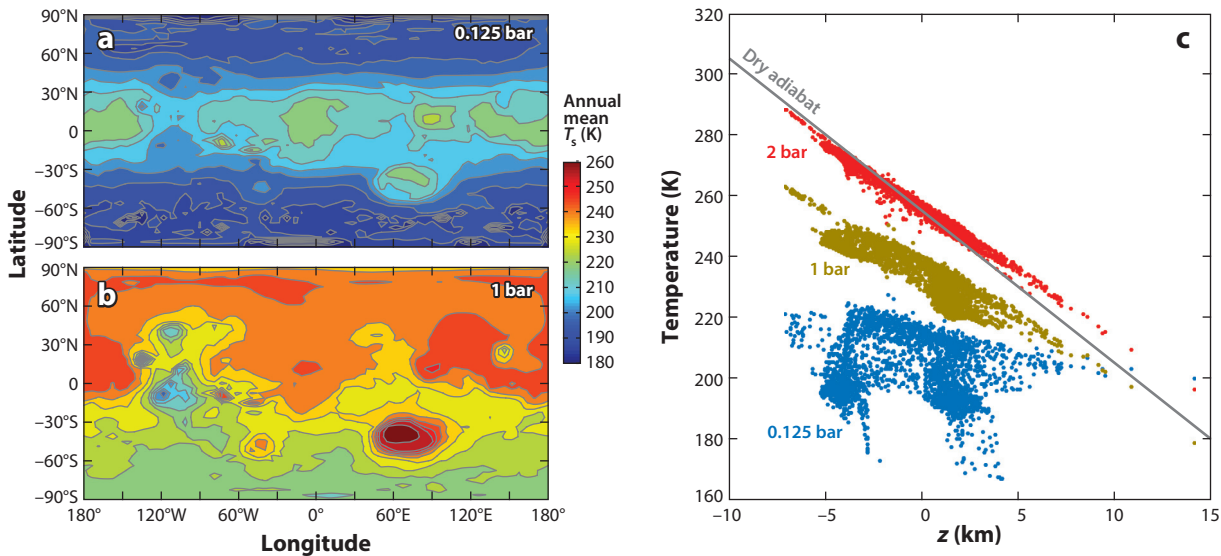 a
0.125 bar
90°N
60°N
30°N
0
–30°S
–60°S
–90°S
b
1 bar
90°N
60°N
30°N
0
–30°S
–60°S
–90°S
180°
120°W
60°W
0°
60°E
120°E
180°
Latitude
Longitude
Annual
mean
Ts (K)
260
250
240
230
220
210
200
190
180
c
Dry adiabat
2 bar
1 bar
0.125 bar
320
300
280
260
240
220
200
180
160
–10
–5
0
5
10
15
Temperature (K)
z (km)